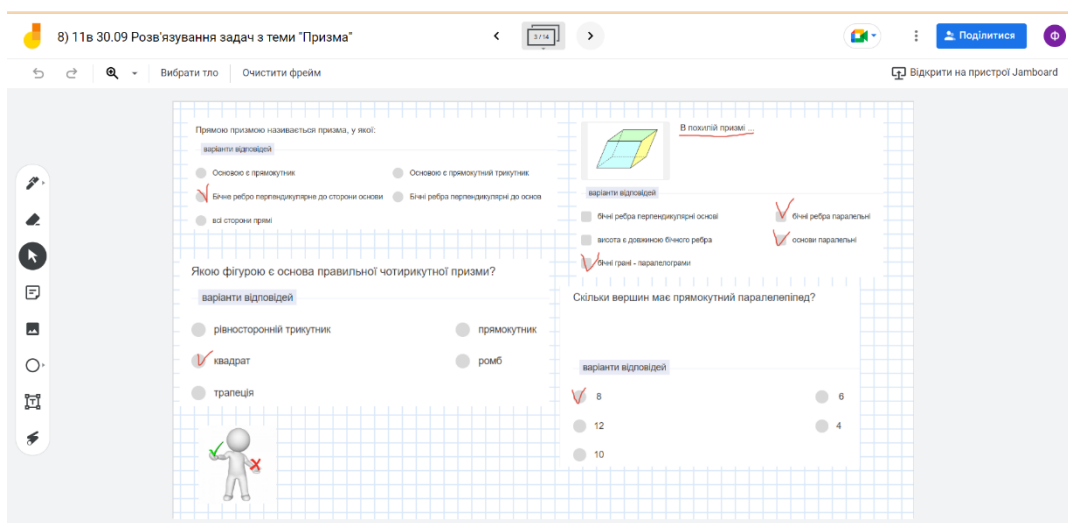 8) 11в 30.09 Розв'язування задач з теми "Призма"
3 / 14
Поділитися
Ф
Вибрати тло
Очистити фрейм
Відкрити на пристрої Jamboard
Прямою призмою називається призма, у якої:
варіанти відповідей
Основою є прямокутник
Основою є прямокутний трикутник
Бічне ребро перпендикулярне до сторони основи
Бічні ребра перпендикулярні до основ
всі сторони прямі
В похилій призмі ...
варіанти відповідей
бічні ребра перпендикулярні основі
бічні ребра паралельні
висота є довжиною бічного ребра
основи паралельні
бічні грані - паралелограми
Якою фігурою є основа правильної чотирикутної призми?
варіанти відповідей
рівносторонній трикутник
прямокутник
квадрат
ромб
трапеція
Скільки вершин має прямокутний паралелепіпед?
варіанти відповідей
8
6
12
4
10